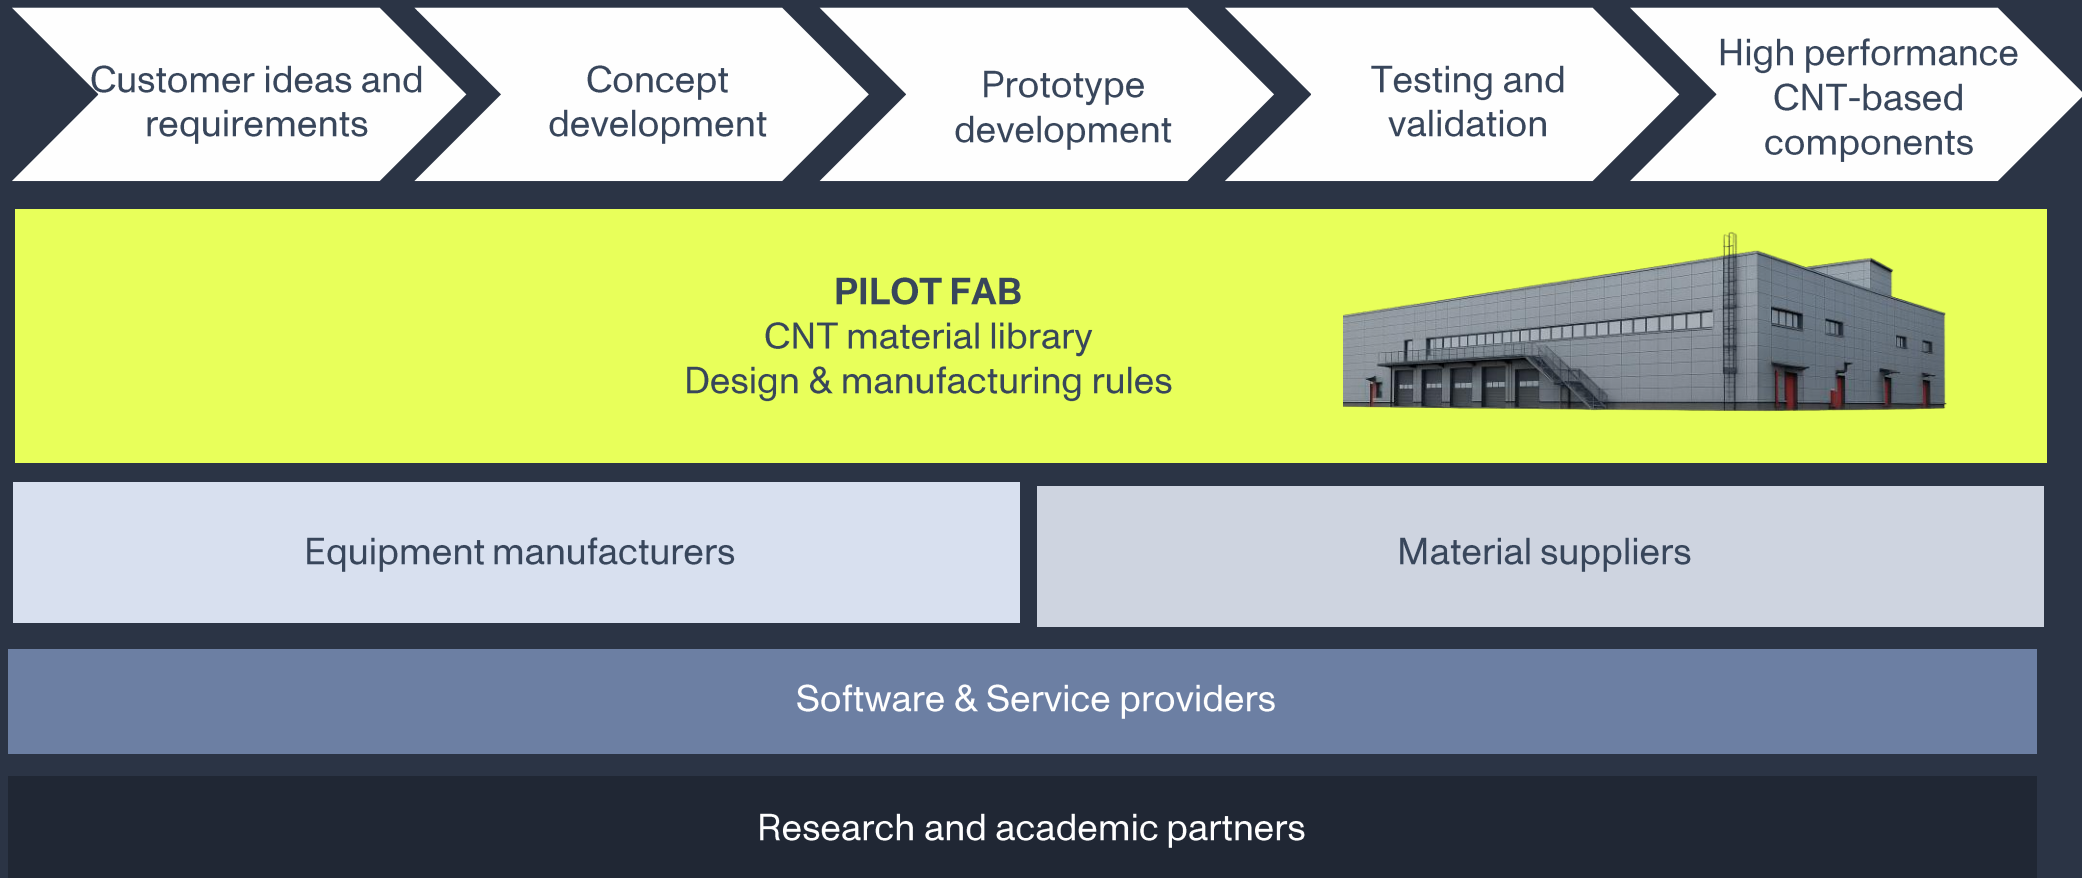 Customer ideas and
requirements
Concept
development
Prototype
development
Testing and
validation
High performance
CNT-based
components
PILOT FAB
CNT material library
Design & manufacturing rules
Equipment manufacturers
Material suppliers
Software & Service providers
Research and academic partners